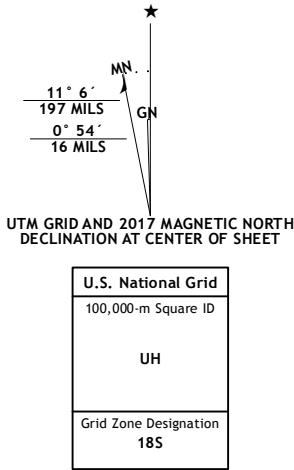 ★
MN
GN
11° 6´
197 MILS
0° 54´
16 MILS
UTM GRID AND 2017 MAGNETIC NORTH
DECLINATION AT CENTER OF SHEET
U.S. National Grid
100,000-m Square ID
UH
Grid Zone Designation
18S